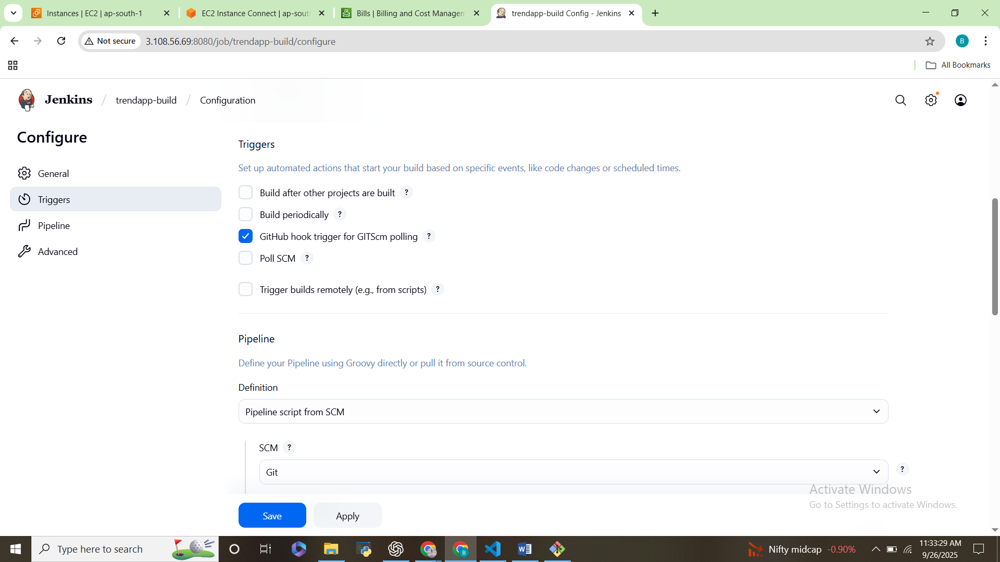 Instances | EC2 | ap-south-1
EC2 Instance Connect | ap-sout
Bills | Billing and Cost Managem
trendapp-build Config - Jenkins
Not secure
3.108.56.69:8080/job/trendapp-build/configure
B
All Bookmarks
Jenkins / trendapp-build / Configuration
Configure
General
Triggers
Pipeline
Advanced
Triggers
Set up automated actions that start your build based on specific events, like code changes or scheduled times.
Build after other projects are built ?
Build periodically ?
GitHub hook trigger for GITScm polling ?
Poll SCM ?
Trigger builds remotely (e.g., from scripts) ?
Pipeline
Define your Pipeline using Groovy directly or pull it from source control.
Definition
Pipeline script from SCM
SCM ?
Git
?
Save
Apply
Activate Windows
Go to Settings to activate Windows.
Type here to search
Nifty midcap -0.90%
11:33:29 AM
9/26/2025